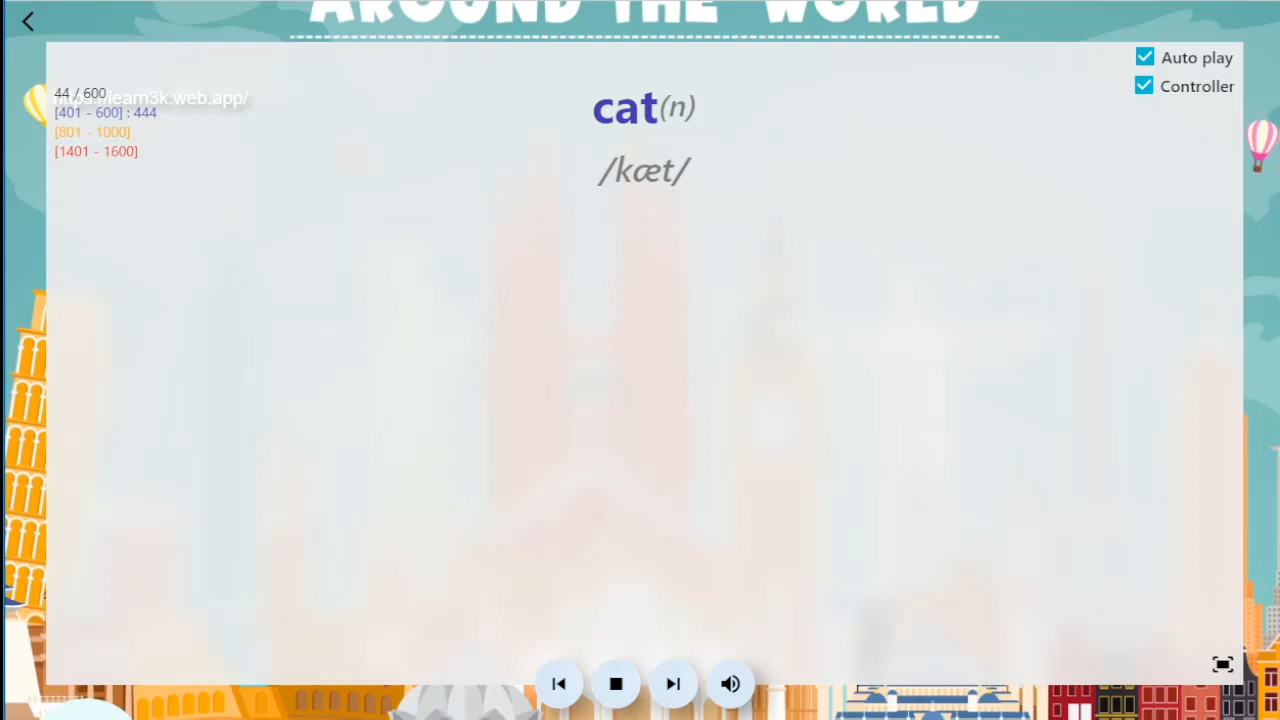 AROUND THE WORLD
Auto play
Controller
44 / 600
https://learn3k.web.app/
[401 - 600] : 444
[801 - 1000]
[1401 - 1600]
cat(n)
/kæt/